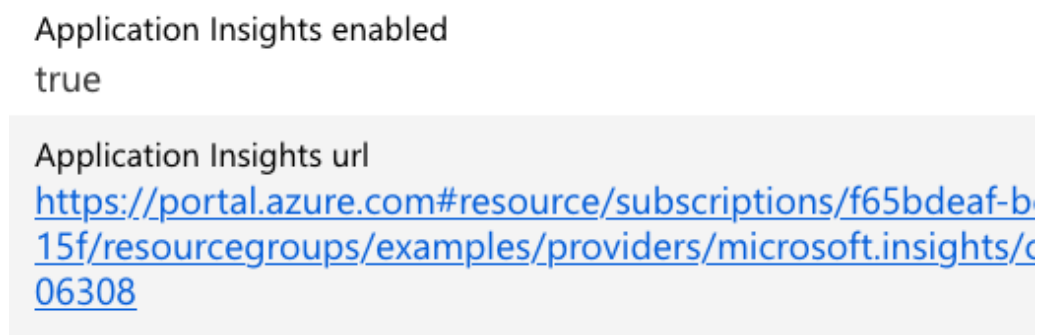 Application Insights enabled
true
Application Insights url
https://portal.azure.com#resource/subscriptions/f65bdeaf-b
15f/resourcegroups/examples/providers/microsoft.insights/
06308